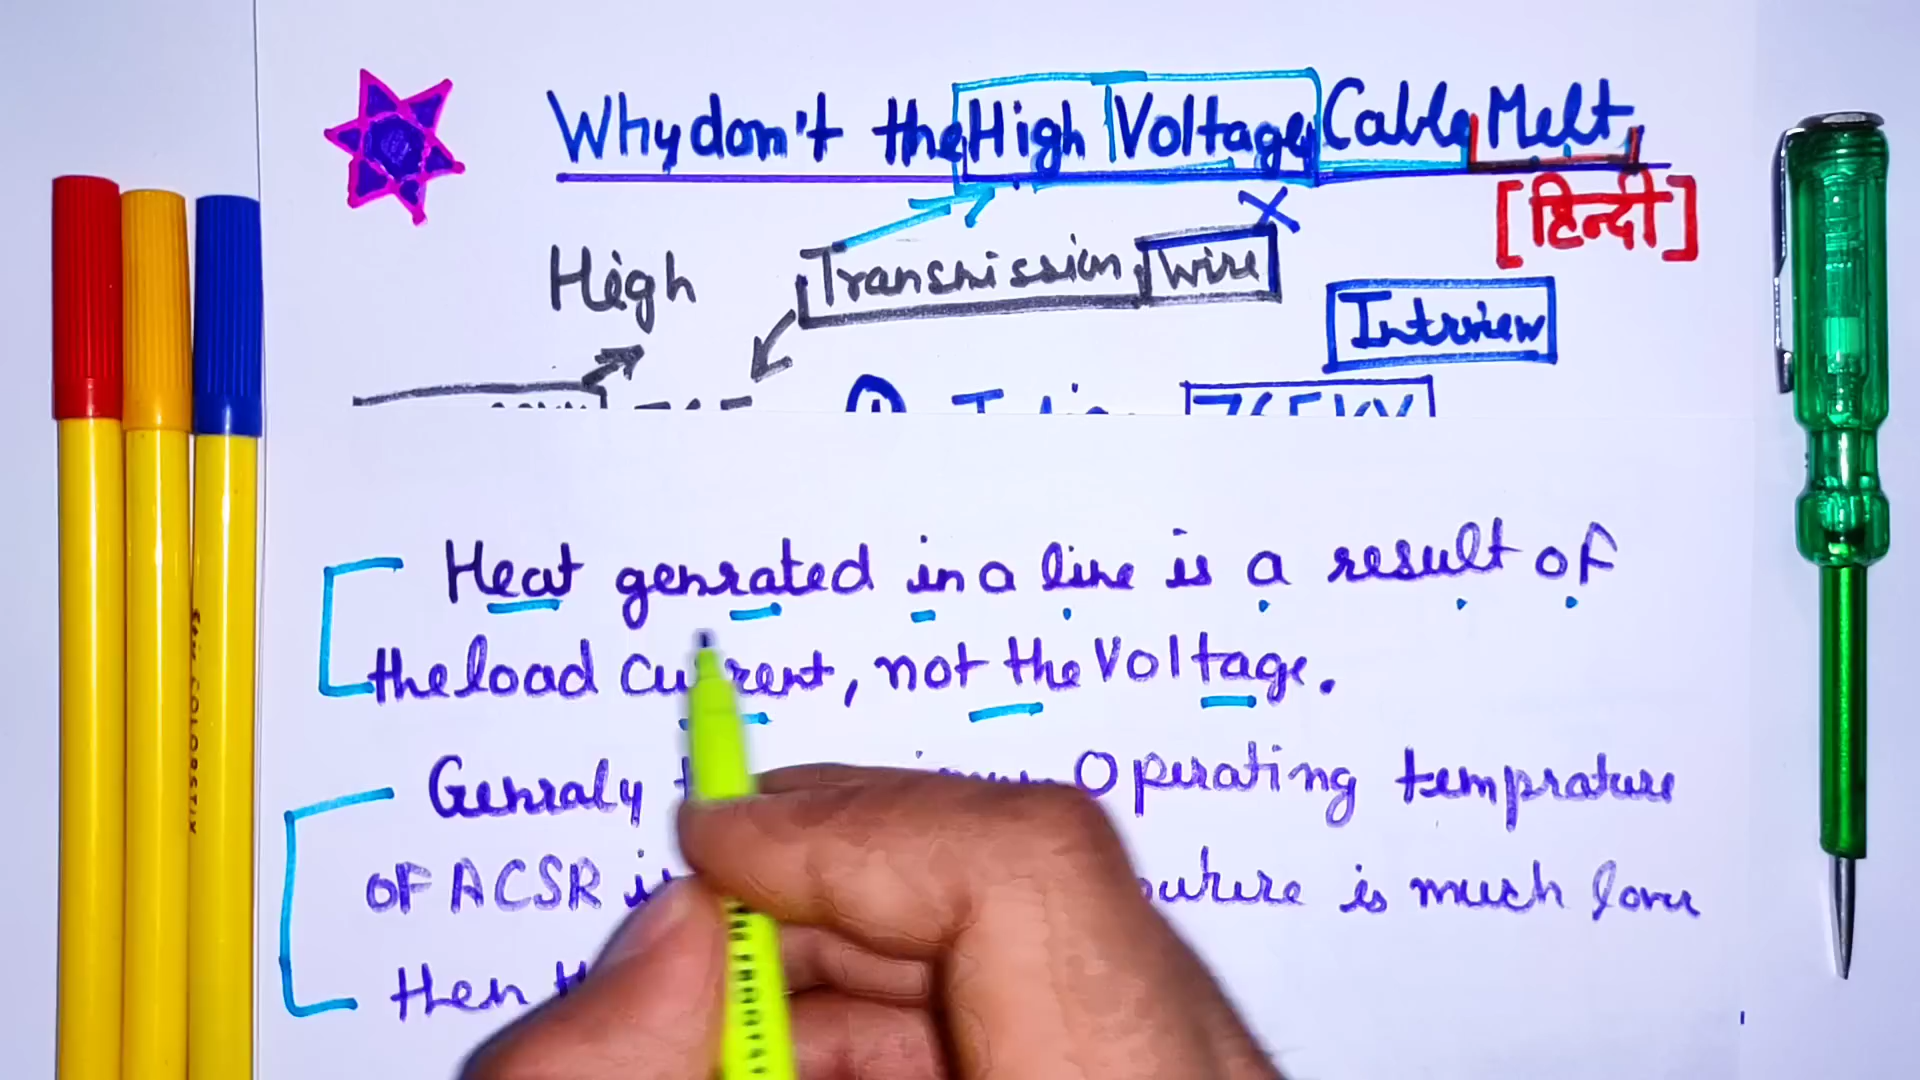 Why don't the High Voltage Cable Melt,
[हिन्दी]
High Transmission Wire
Intrview
Heat genrated in a line is a result of
the load current, not the Voltage.
Genraly Operating temprature
OF ACSR is much lower
then